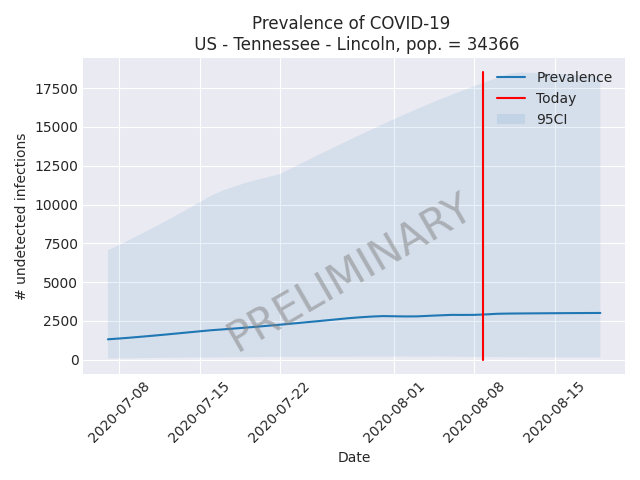 Prevalence of COVID-19
US - Tennessee - Lincoln, pop. = 34366
Prevalence
Today
95CI
17500
15000
12500
10000
7500
5000
2500
0
# undetected infections
PRELIMINARY
2020-07-08
2020-07-15
2020-07-22
2020-08-01
2020-08-08
2020-08-15
Date